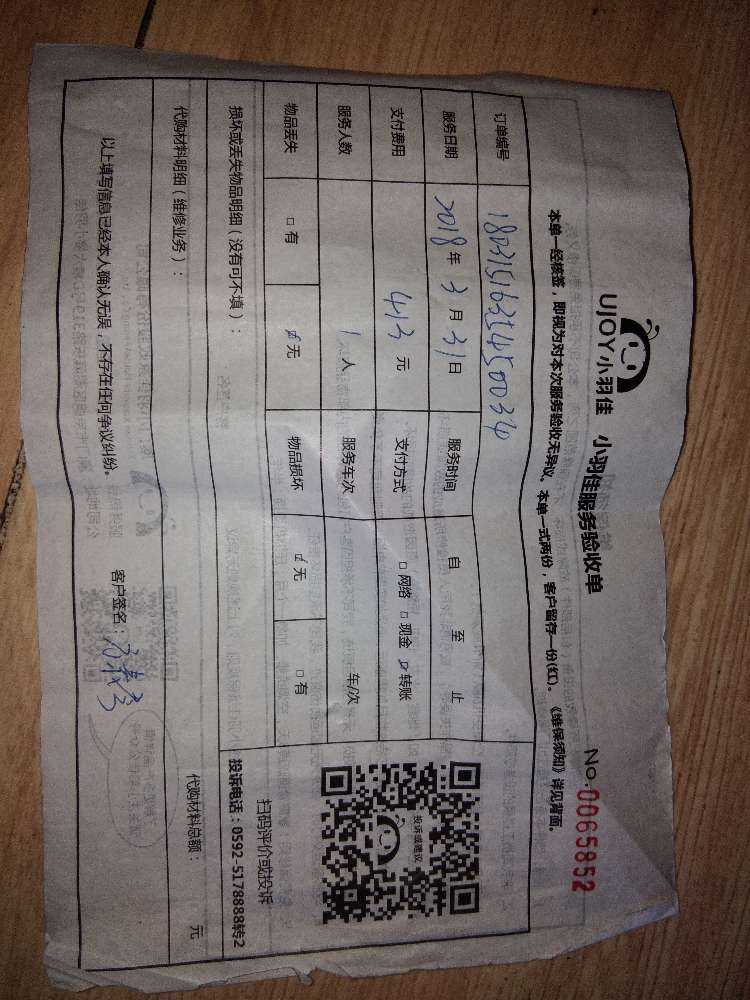 UJOY小羽佳 小羽佳服务验收单
No.0065852
本单一经核签，即视为对本次服务验收无异议、本单一式两份，客户留存一份(红)。《维保须知》详见背面。
订单编号 180315163545003
服务日期 2018年3月31日 服务时间 自 至 止
支付费用 413元 支付方式 □网络 □现金 ☑转账
服务人数 1人 服务车次 车/次
物品丢失 □有 ☑无 物品损坏 ☑无 □有
投诉或建议
扫码评价或投诉
投诉电话：0592-5178888转2
损坏或丢失物品明细（没有可不填）：
代购材料明细（维修业务）： 代购材料总额： 元
以上填写信息已经本人确认无误，不存在任何争议纠纷。
客户签名：